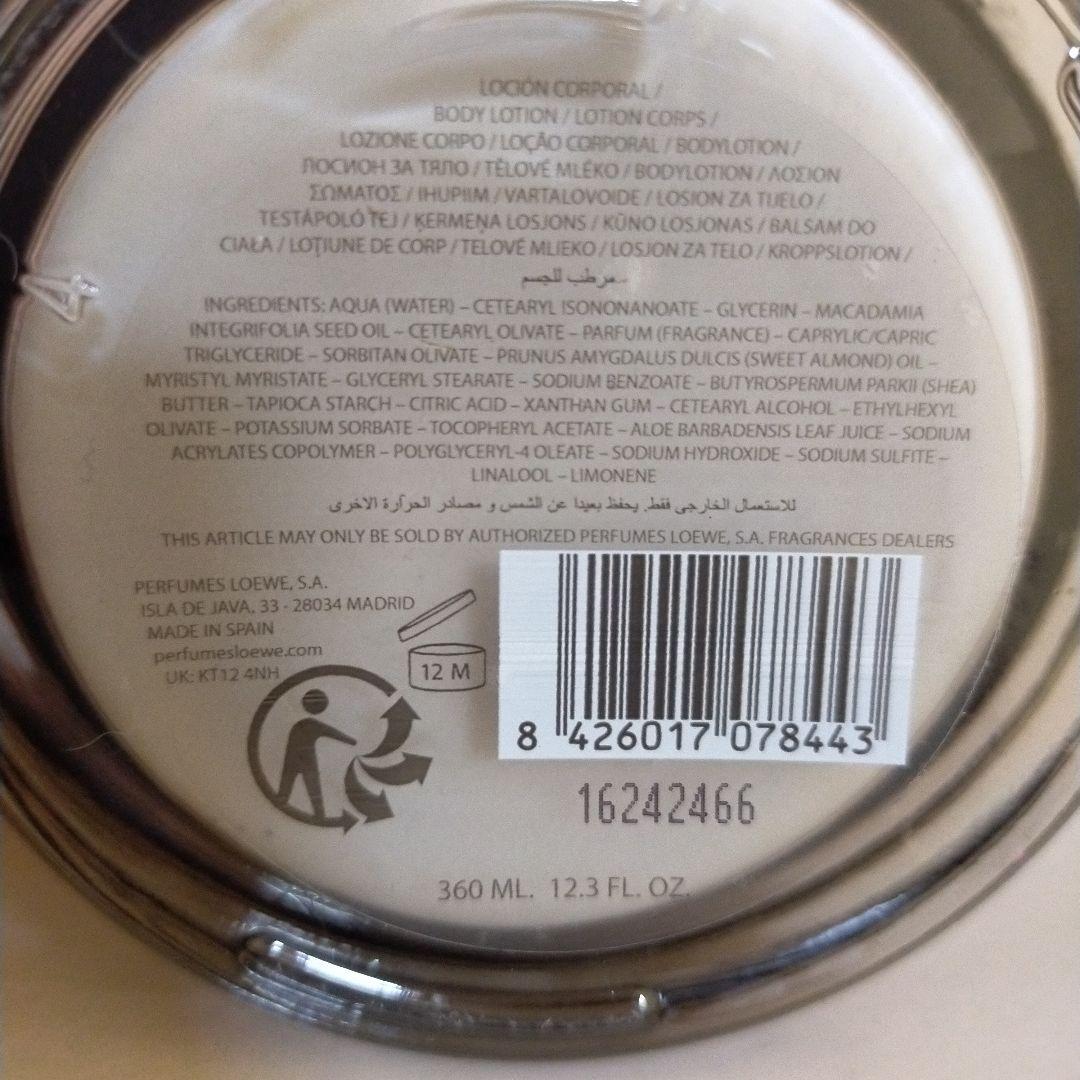 LOCIÓN CORPORAL /
BODY LOTION / LOTION CORPS /
LOZIONE CORPO / LOÇÃO CORPORAL / BODYLOTION /
ЛОСИОН ЗА ТЯЛО / TĚLOVÉ MLÉKO / BODYLOTION / ΛΟΣΙΟΝ
ΣΩΜΑΤΟΣ / IHUPIIM / VARTALOVOIDE / LOSION ZA TIJELO /
TESTÁPOLÓ TEJ / ĶERMEŅA LOSJONS / KŪNO LOSJONAS / BALSAM DO
CIAŁA / LOȚIUNE DE CORP / TELOVÉ MLIEKO / LOSJON ZA TELO / KROPPSLOTION /
مرطب للجسم
INGREDIENTS: AQUA (WATER) – CETEARYL ISONONANOATE – GLYCERIN – MACADAMIA
INTEGRIFOLIA SEED OIL – CETEARYL OLIVATE – PARFUM (FRAGRANCE) – CAPRYLIC/CAPRIC
TRIGLYCERIDE – SORBITAN OLIVATE – PRUNUS AMYGDALUS DULCIS (SWEET ALMOND) OIL –
MYRISTYL MYRISTATE – GLYCERYL STEARATE – SODIUM BENZOATE – BUTYROSPERMUM PARKII (SHEA)
BUTTER – TAPIOCA STARCH – CITRIC ACID – XANTHAN GUM – CETEARYL ALCOHOL – ETHYLHEXYL
OLIVATE – POTASSIUM SORBATE – TOCOPHERYL ACETATE – ALOE BARBADENSIS LEAF JUICE – SODIUM
ACRYLATES COPOLYMER – POLYGLYCERYL-4 OLEATE – SODIUM HYDROXIDE – SODIUM SULFITE –
LINALOOL – LIMONENE
للاستعمال الخارجى فقط. يحفظ بعيدا عن الشمس و مصادر الحرارة الاخرى
THIS ARTICLE MAY ONLY BE SOLD BY AUTHORIZED PERFUMES LOEWE, S.A. FRAGRANCES DEALERS
PERFUMES LOEWE, S.A.
ISLA DE JAVA, 33 - 28034 MADRID
MADE IN SPAIN
perfumesloewe.com
UK: KT12 4NH
12 M
8 426017 078443
16242466
360 ML. 12.3 FL. OZ.